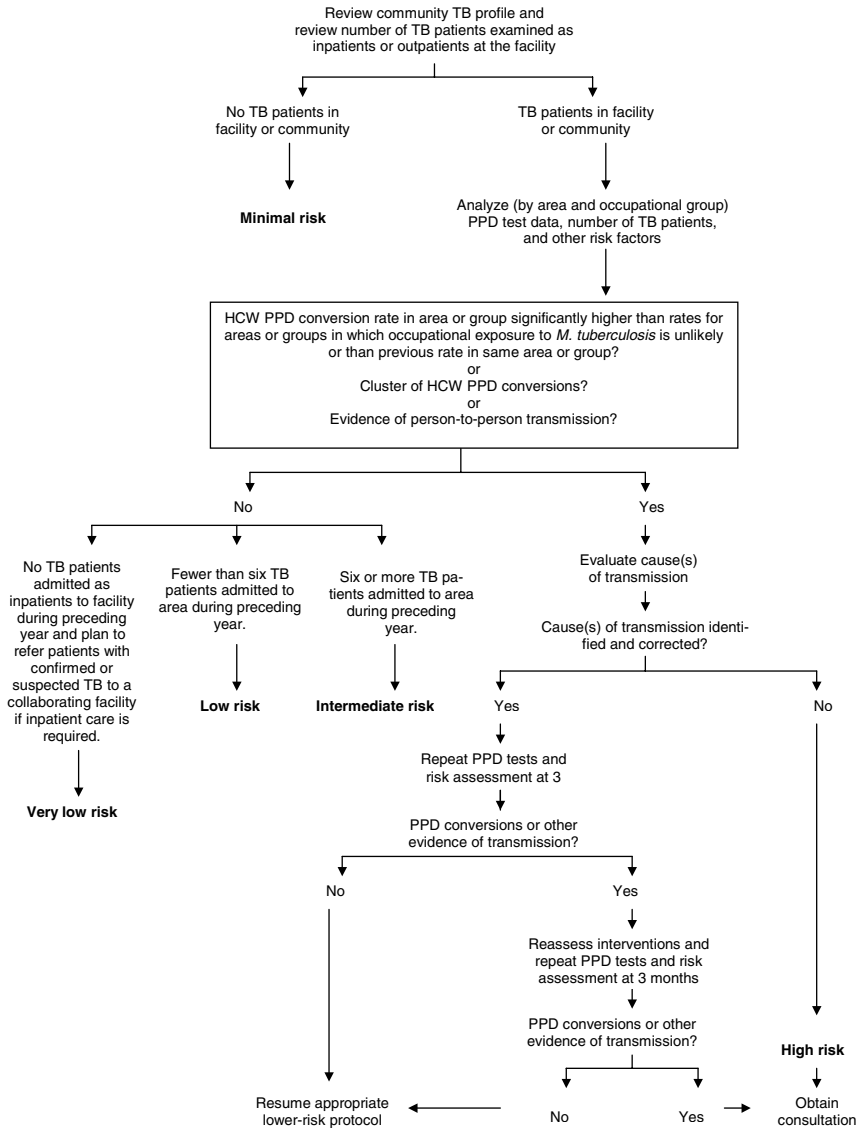 Review community TB profile and
review number of TB patients examined as
inpatients or outpatients at the facility
No TB patients in
facility or community
TB patients in facility
or community
Minimal risk
Analyze (by area and occupational group)
PPD test data, number of TB patients,
and other risk factors
HCW PPD conversion rate in area or group significantly higher than rates for
areas or groups in which occupational exposure to M. tuberculosis is unlikely
or than previous rate in same area or group?
or
Cluster of HCW PPD conversions?
or
Evidence of person-to-person transmission?
No
Yes
No TB patients
admitted as
inpatients to facility
during preceding
year and plan to
refer patients with
confirmed or
suspected TB to a
collaborating facility
if inpatient care is
required.
Fewer than six TB
patients admitted to
area during preceding
year.
Six or more TB pa-
tients admitted to area
during preceding
year.
Evaluate cause(s)
of transmission
Cause(s) of transmission identi-
fied and corrected?
Very low risk
Low risk
Intermediate risk
Yes
No
Repeat PPD tests and
risk assessment at 3
PPD conversions or other
evidence of transmission?
No
Yes
Reassess interventions and
repeat PPD tests and risk
assessment at 3 months
PPD conversions or other
evidence of transmission?
High risk
Resume appropriate
lower-risk protocol
No
Yes
Obtain
consultation